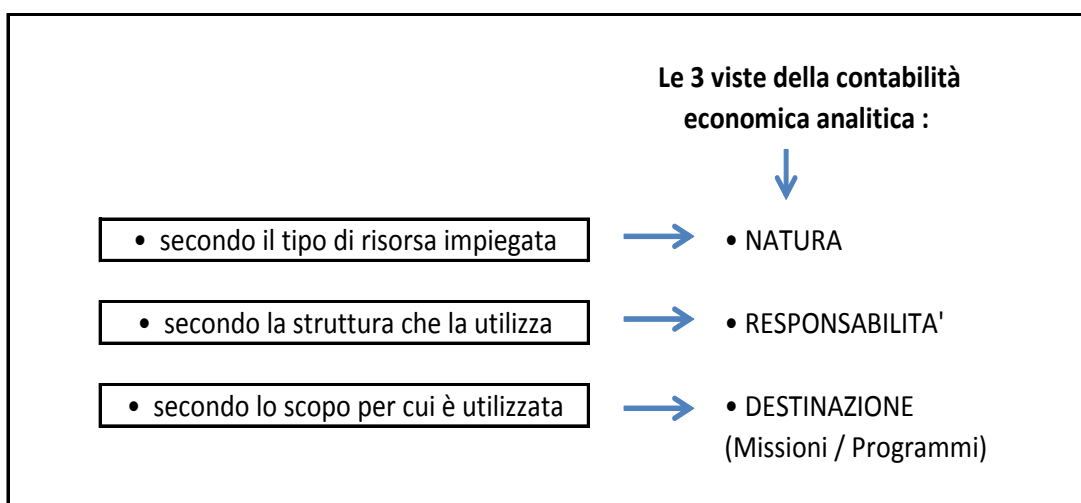 Le 3 viste della contabilità
economica analitica :
• secondo il tipo di risorsa impiegata
• NATURA
• secondo la struttura che la utilizza
• RESPONSABILITA'
• secondo lo scopo per cui è utilizzata
• DESTINAZIONE
(Missioni / Programmi)